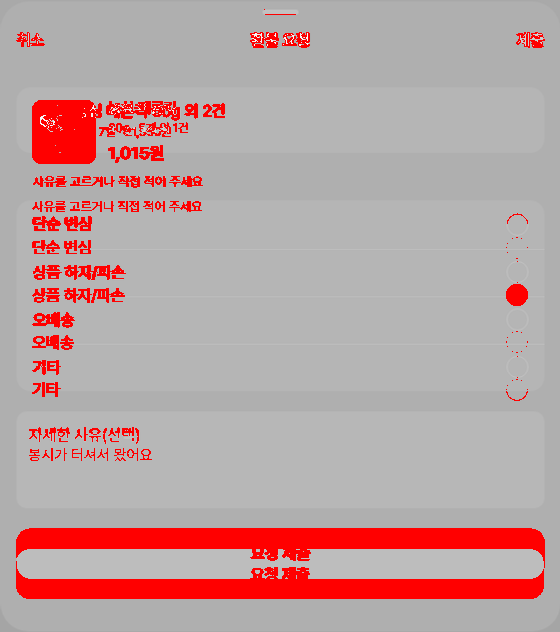 취소 환불 요청 제출
외 2건
1건
1,015원
사유를 고르거나 직접 적어 주세요
사유를 고르거나 직접 적어 주세요
단순 변심
단순 변심
상품 하자/파손
상품 하자/파손
오배송
오배송
기타
기타
자세한 사유(선택)
봉지가 터져서 왔어요
요청 제출
요청 제출